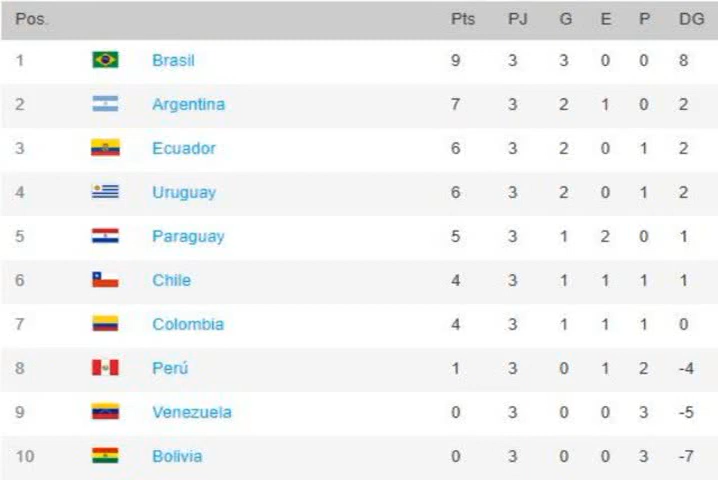 Pos. Pts PJ G E P DG
1 Brasil 9 3 3 0 0 8
2 Argentina 7 3 2 1 0 2
3 Ecuador 6 3 2 0 1 2
4 Uruguay 6 3 2 0 1 2
5 Paraguay 5 3 1 2 0 1
6 Chile 4 3 1 1 1 1
7 Colombia 4 3 1 1 1 0
8 Perú 1 3 0 1 2 -4
9 Venezuela 0 3 0 0 3 -5
10 Bolivia 0 3 0 0 3 -7